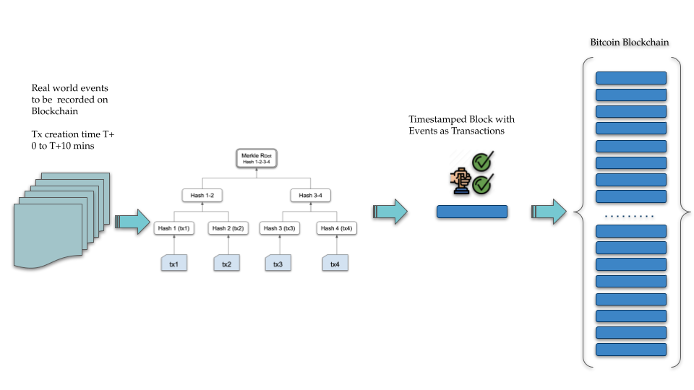 Bitcoin Blockchain
Real world events
to be recorded on
Blockchain
Tx creation time T+
0 to T+10 mins
Timestamped Block with
Events as Transactions
Merkle Root
Hash 1-2-3-4
Hash 1-2
Hash 3-4
Hash 1 (tx1)
Hash 2 (tx2)
Hash 3 (tx3)
Hash 4 (tx4)
tx1
tx2
tx3
tx4